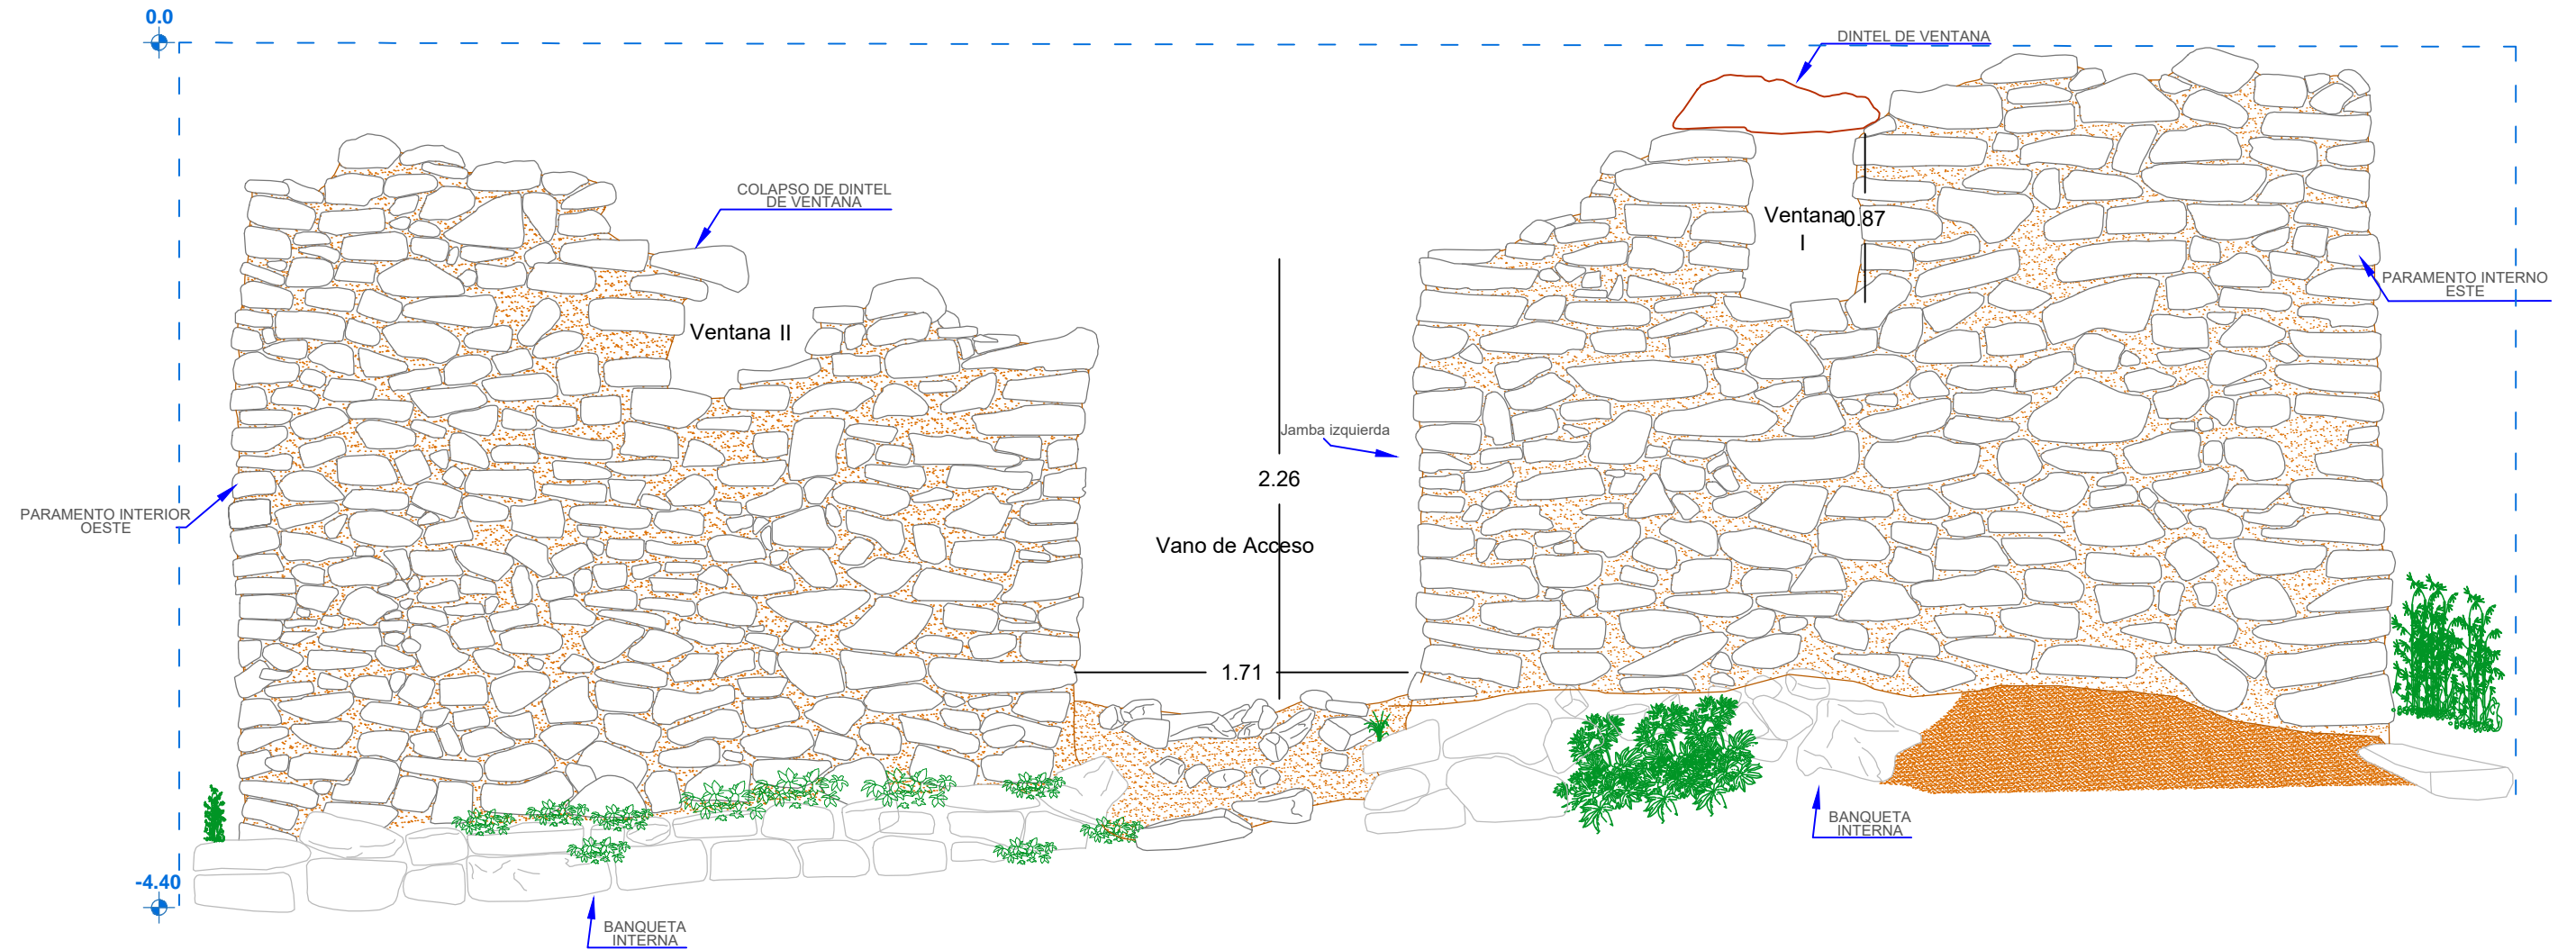 0.0
DINTEL DE VENTANA
COLAPSO DE DINTEL
DE VENTANA
Ventana
I
0.87
PARAMENTO INTERNO
ESTE
Ventana II
Jamba izquierda
2.26
PARAMENTO INTERIOR
OESTE
Vano de Acceso
1.71
BANQUETA
INTERNA
-4.40
BANQUETA
INTERNA